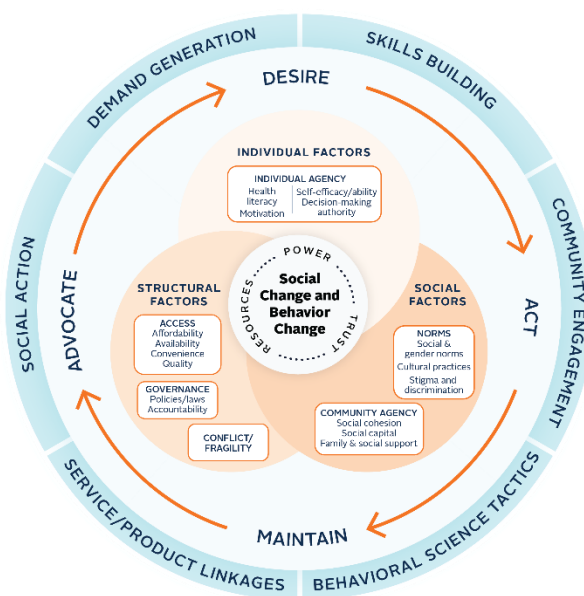 DEMAND GENERATION
SKILLS BUILDING
COMMUNITY ENGAGEMENT
BEHAVIORAL SCIENCE TACTICS
SERVICE/PRODUCT LINKAGES
SOCIAL ACTION
DESIRE
ACT
MAINTAIN
ADVOCATE
INDIVIDUAL FACTORS
INDIVIDUAL AGENCY
Health
literacy
Motivation
Self-efficacy/ability
Decision-making
authority
POWER
TRUST
RESOURCES
Social
Change and
Behavior
Change
STRUCTURAL
FACTORS
ACCESS
Affordability
Availability
Convenience
Quality
GOVERNANCE
Policies/laws
Accountability
CONFLICT/
FRAGILITY
SOCIAL
FACTORS
NORMS
Social &
gender norms
Cultural practices
Stigma and
discrimination
COMMUNITY AGENCY
Social cohesion
Social capital
Family & social support